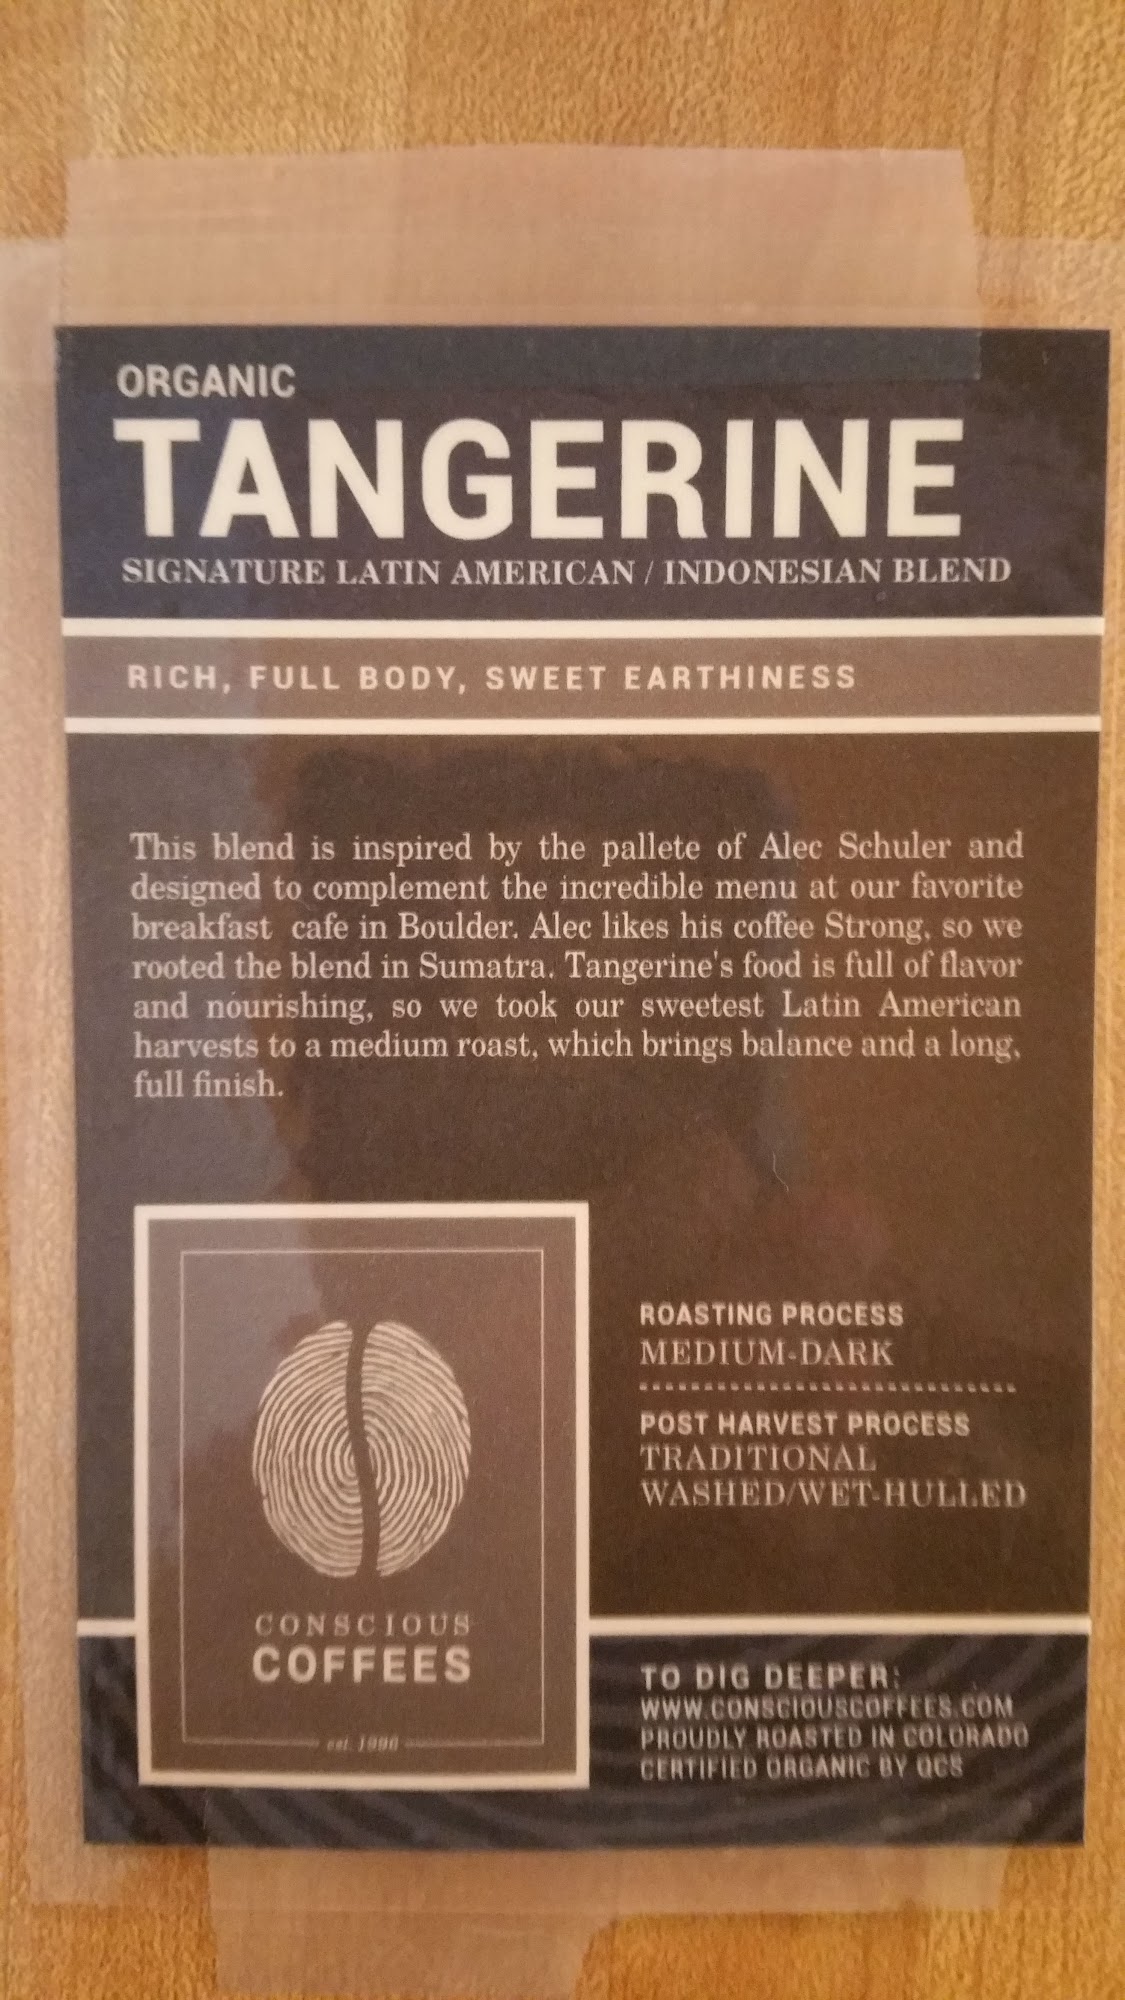 ORGANIC
TANGERINE
SIGNATURE LATIN AMERICAN / INDONESIAN BLEND
RICH, FULL BODY, SWEET EARTHINESS
This blend is inspired by the pallete of Alec Schuler and
designed to complement the incredible menu at our favorite
breakfast cafe in Boulder. Alec likes his coffee Strong, so we
rooted the blend in Sumatra. Tangerine's food is full of flavor
and nourishing, so we took our sweetest Latin American
harvests to a medium roast, which brings balance and a long,
full finish.
ROASTING PROCESS
MEDIUM-DARK
POST HARVEST PROCESS
TRADITIONAL
WASHED/WET-HULLED
CONSCIOUS
COFFEES
est. 1996
TO DIG DEEPER:
WWW.CONSCIOUSCOFFEES.COM
PROUDLY ROASTED IN COLORADO
CERTIFIED ORGANIC BY QCS